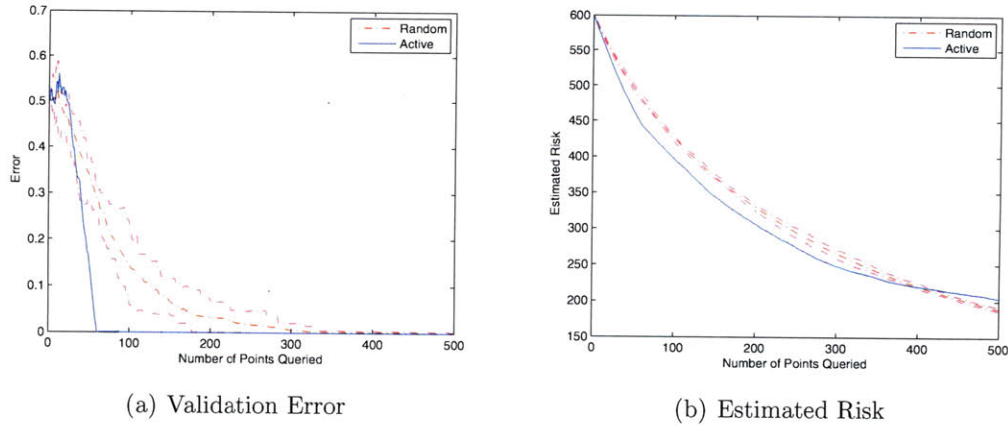 0.7
0.6
0.5
0.4
0.3
0.2
0.1
0
Error
0 100 200 300 400 500
Number of Points Queried
Random
Active
(a) Validation Error
600
550
500
450
400
350
300
250
200
150
Estimated Risk
0 100 200 300 400 500
Number of Points Queried
Random
Active
(b) Estimated Risk